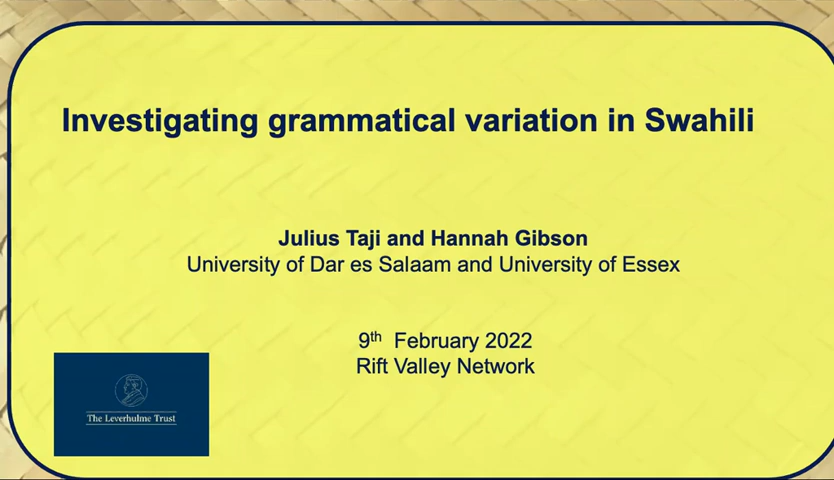 Investigating grammatical variation in Swahili
Julius Taji and Hannah Gibson
University of Dar es Salaam and University of Essex
9th February 2022
Rift Valley Network
The Leverhulme Trust